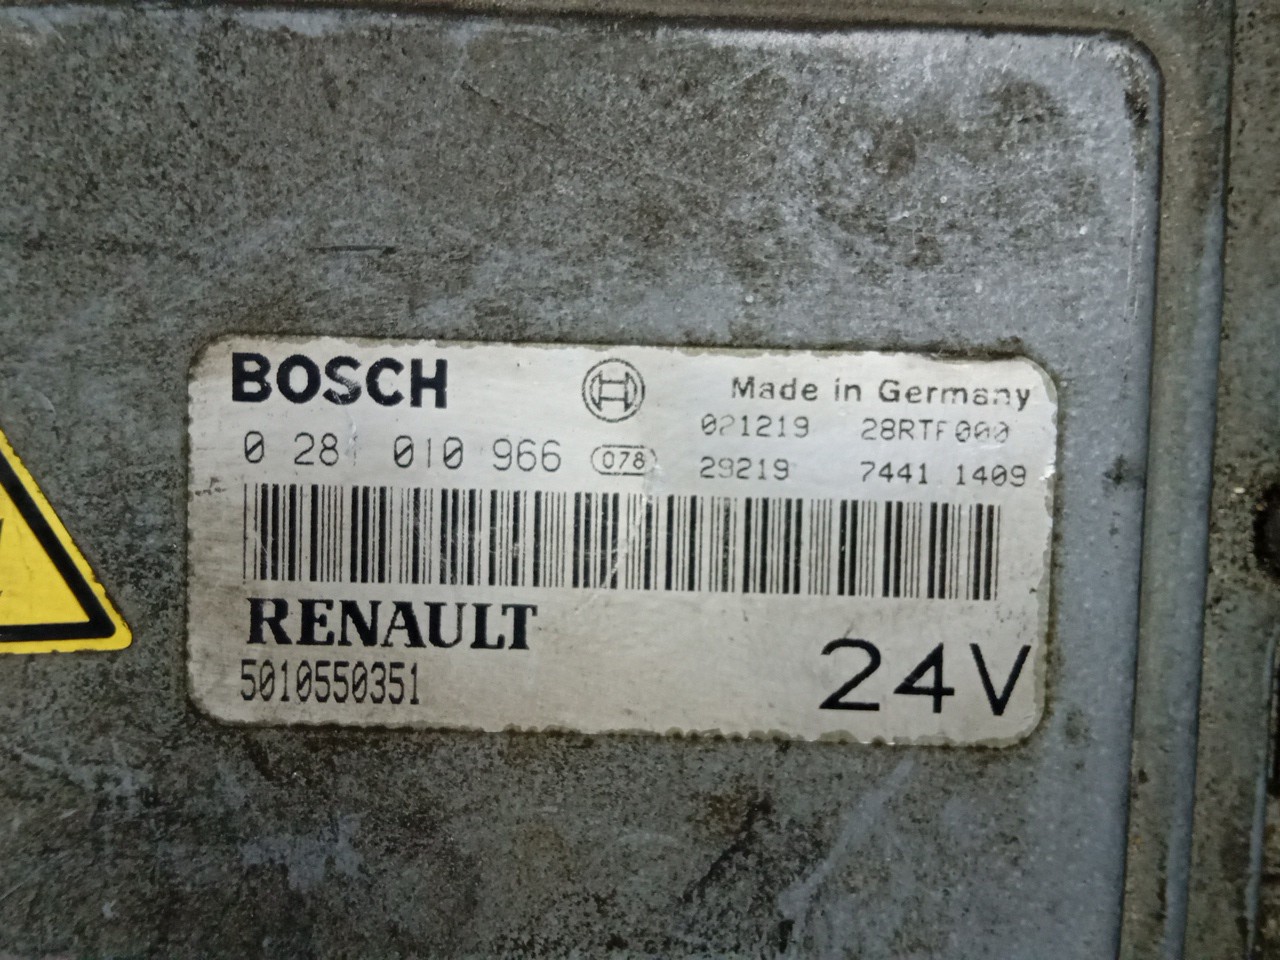 BOSCH
Made in Germany
021219 28RTF000
0 281 010 966 078
29219 7441 1409
RENAULT
5010550351
24V